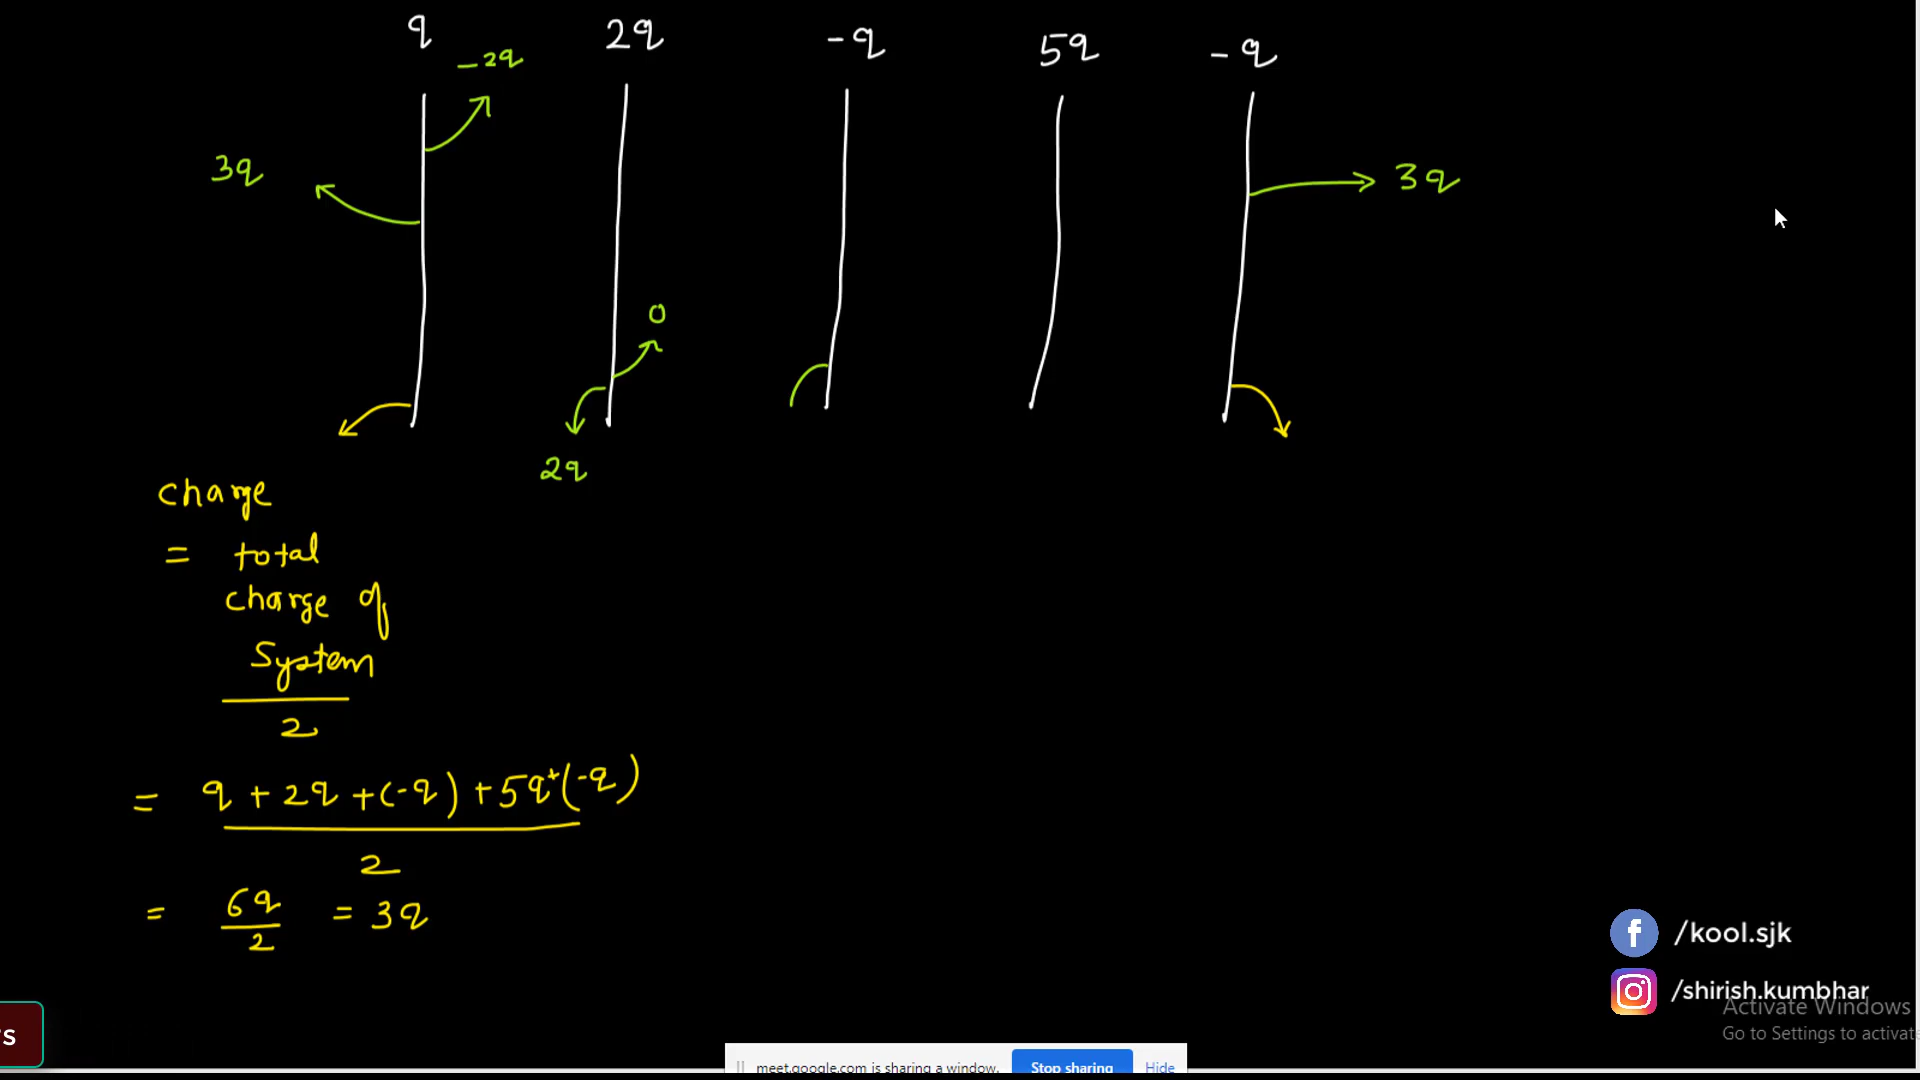 q 2q -q 5q -q
-2q
3q 3q
0
2q
charge
= total
charge of
system
2
= q + 2q + (-q) + 5q + (-q)
2
= 6q = 3q
2
/kool.sjk
/shirish.kumbhar
Activate Windows
Go to Settings to activat
s
meet.google.com is sharing a window. Stop sharing Hide